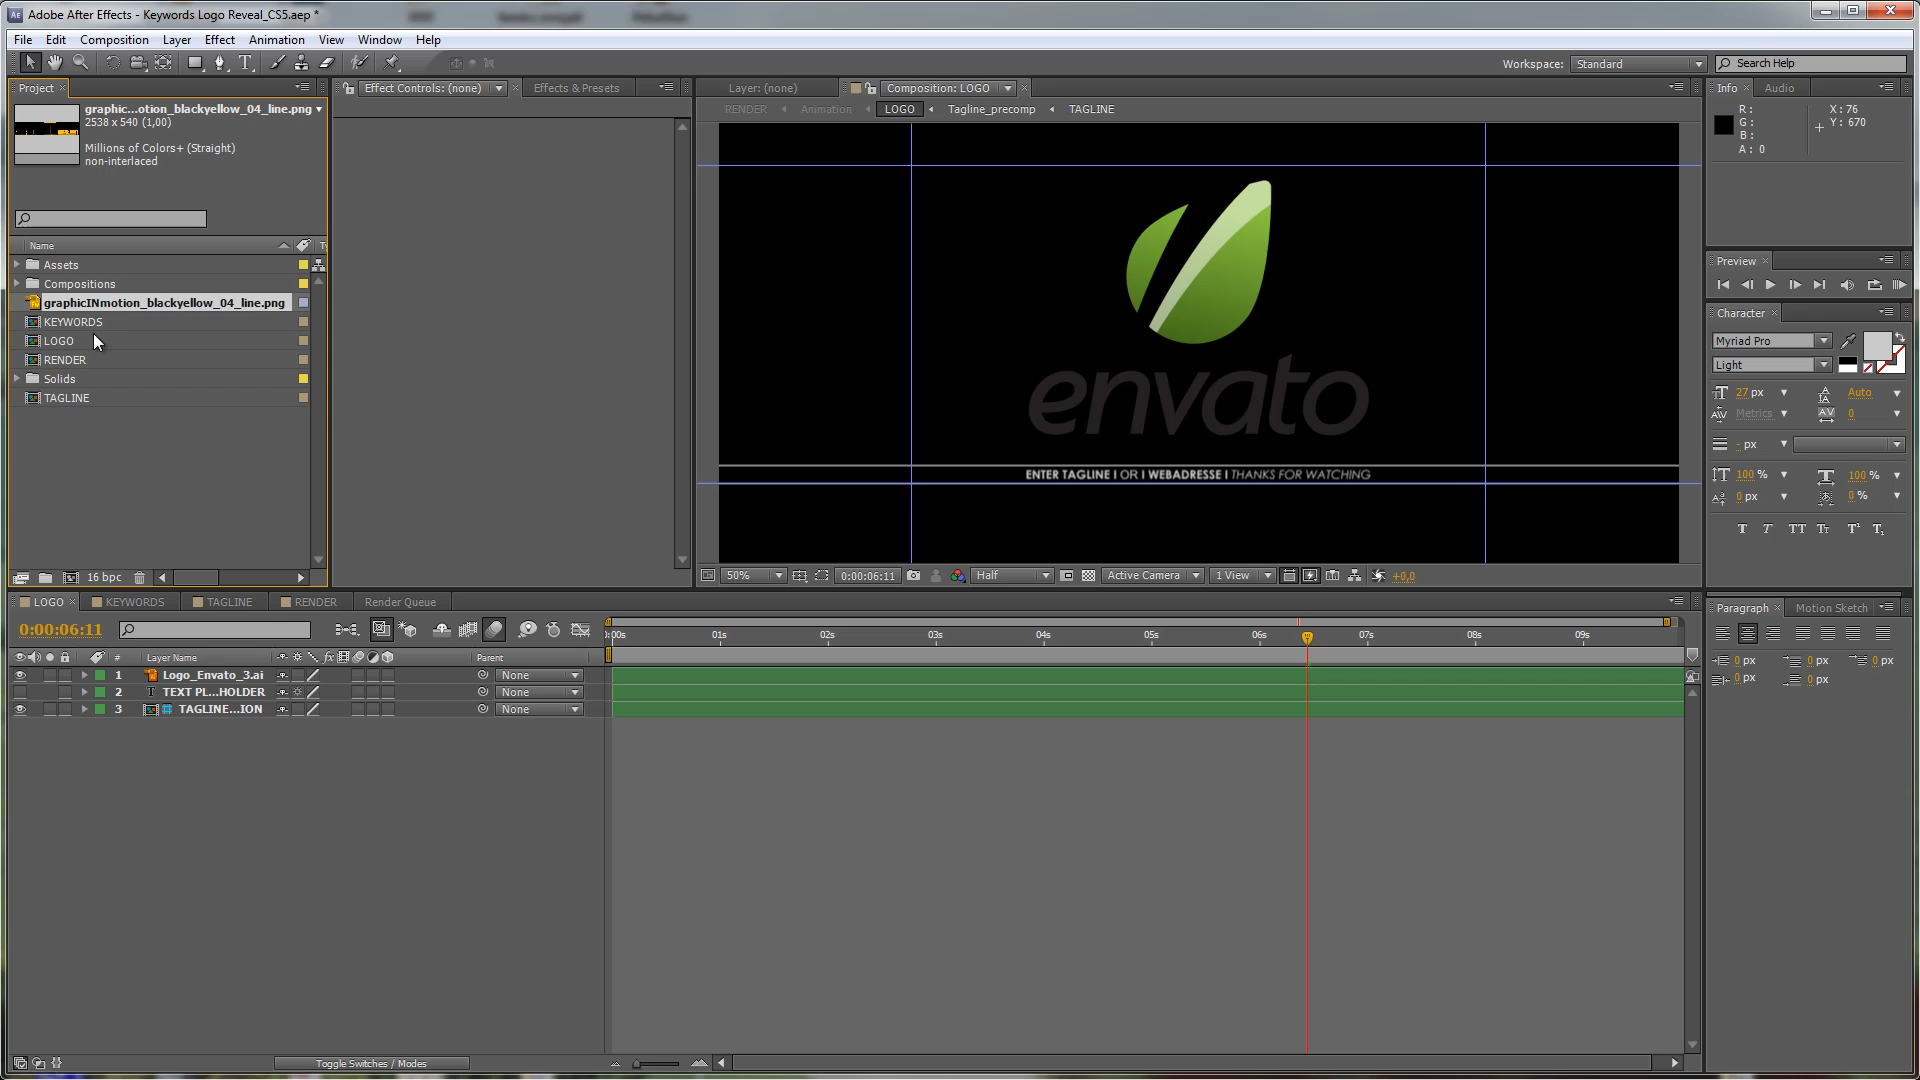 Adobe After Effects - Keywords Logo Reveal_CS5.aep *
File Edit Composition Layer Effect Animation View Window Help
Workspace: Standard Search Help
Project
graphic...otion_blackyellow_04_line.png
2538 x 540 (1,00)
Millions of Colors+ (Straight)
non-interlaced
Name
Assets
Compositions
graphicINmotion_blackyellow_04_line.png
KEYWORDS
LOGO
RENDER
Solids
TAGLINE
16 bpc
Effect Controls: (none) Effects & Presets
Layer: (none) Composition: LOGO
RENDER Animation LOGO Tagline_precomp TAGLINE
envato
ENTER TAGLINE I OR I WEBADRESSE I THANKS FOR WATCHING
50% 0:00:06:11 Half Active Camera 1 View +0,0
Info Audio
R: X: 76
G: Y: 670
B:
A: 0
Preview
Character
Myriad Pro
Light
27 px Auto
Metrics 0
- px
100 % 100 %
0 px 0 %
T T TT Tт T¹ T₁
LOGO KEYWORDS TAGLINE RENDER Render Queue
0:00:06:11
# Layer Name Parent
1 Logo_Envato_3.ai None
2 TEXT PL...HOLDER None
3 TAGLINE...ION None
):00s 01s 02s 03s 04s 05s 06s 07s 08s 09s
Toggle Switches / Modes
Paragraph Motion Sketch
0 px 0 px 0 px
0 px 0 px